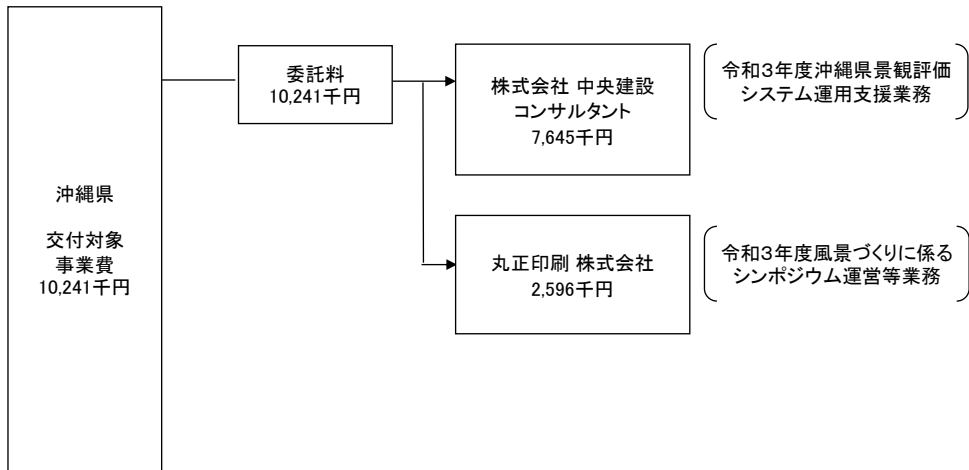 沖縄県
交付対象
事業費
10,241千円
委託料
10,241千円
株式会社 中央建設
コンサルタント
7,645千円
令和3年度沖縄県景観評価
システム運用支援業務
丸正印刷 株式会社
2,596千円
令和3年度風景づくりに係る
シンポジウム運営等業務